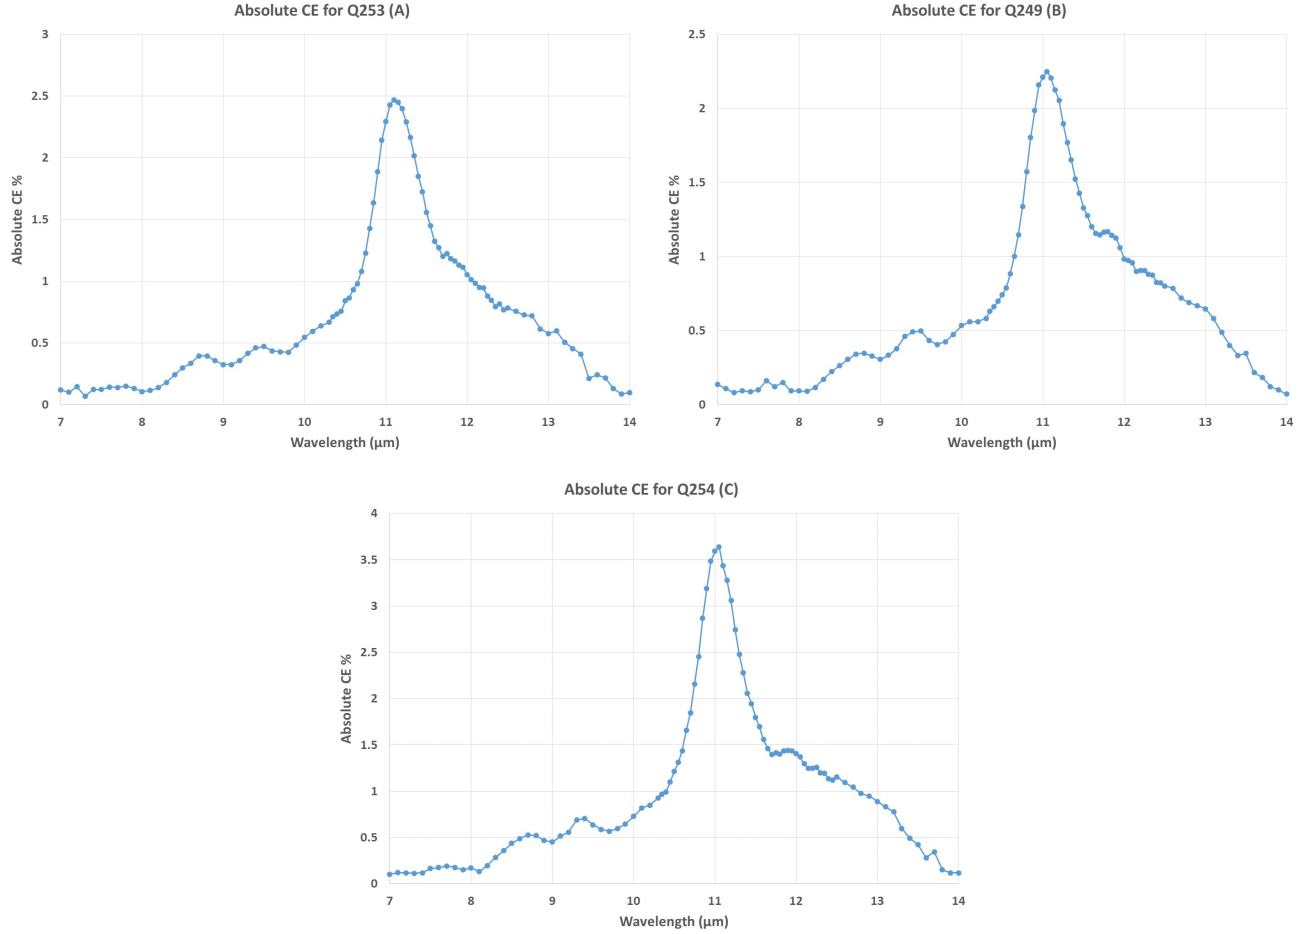 Absolute CE for Q253 (A)
3
2.5
2
1.5
1
0.5
0
Absolute CE %
7 8 9 10 11 12 13 14
Wavelength (µm)
Absolute CE for Q249 (B)
2.5
2
1.5
1
0.5
0
Absolute CE %
7 8 9 10 11 12 13 14
Wavelength (µm)
Absolute CE for Q254 (C)
4
3.5
3
2.5
2
1.5
1
0.5
0
Absolute CE %
7 8 9 10 11 12 13 14
Wavelength (µm)